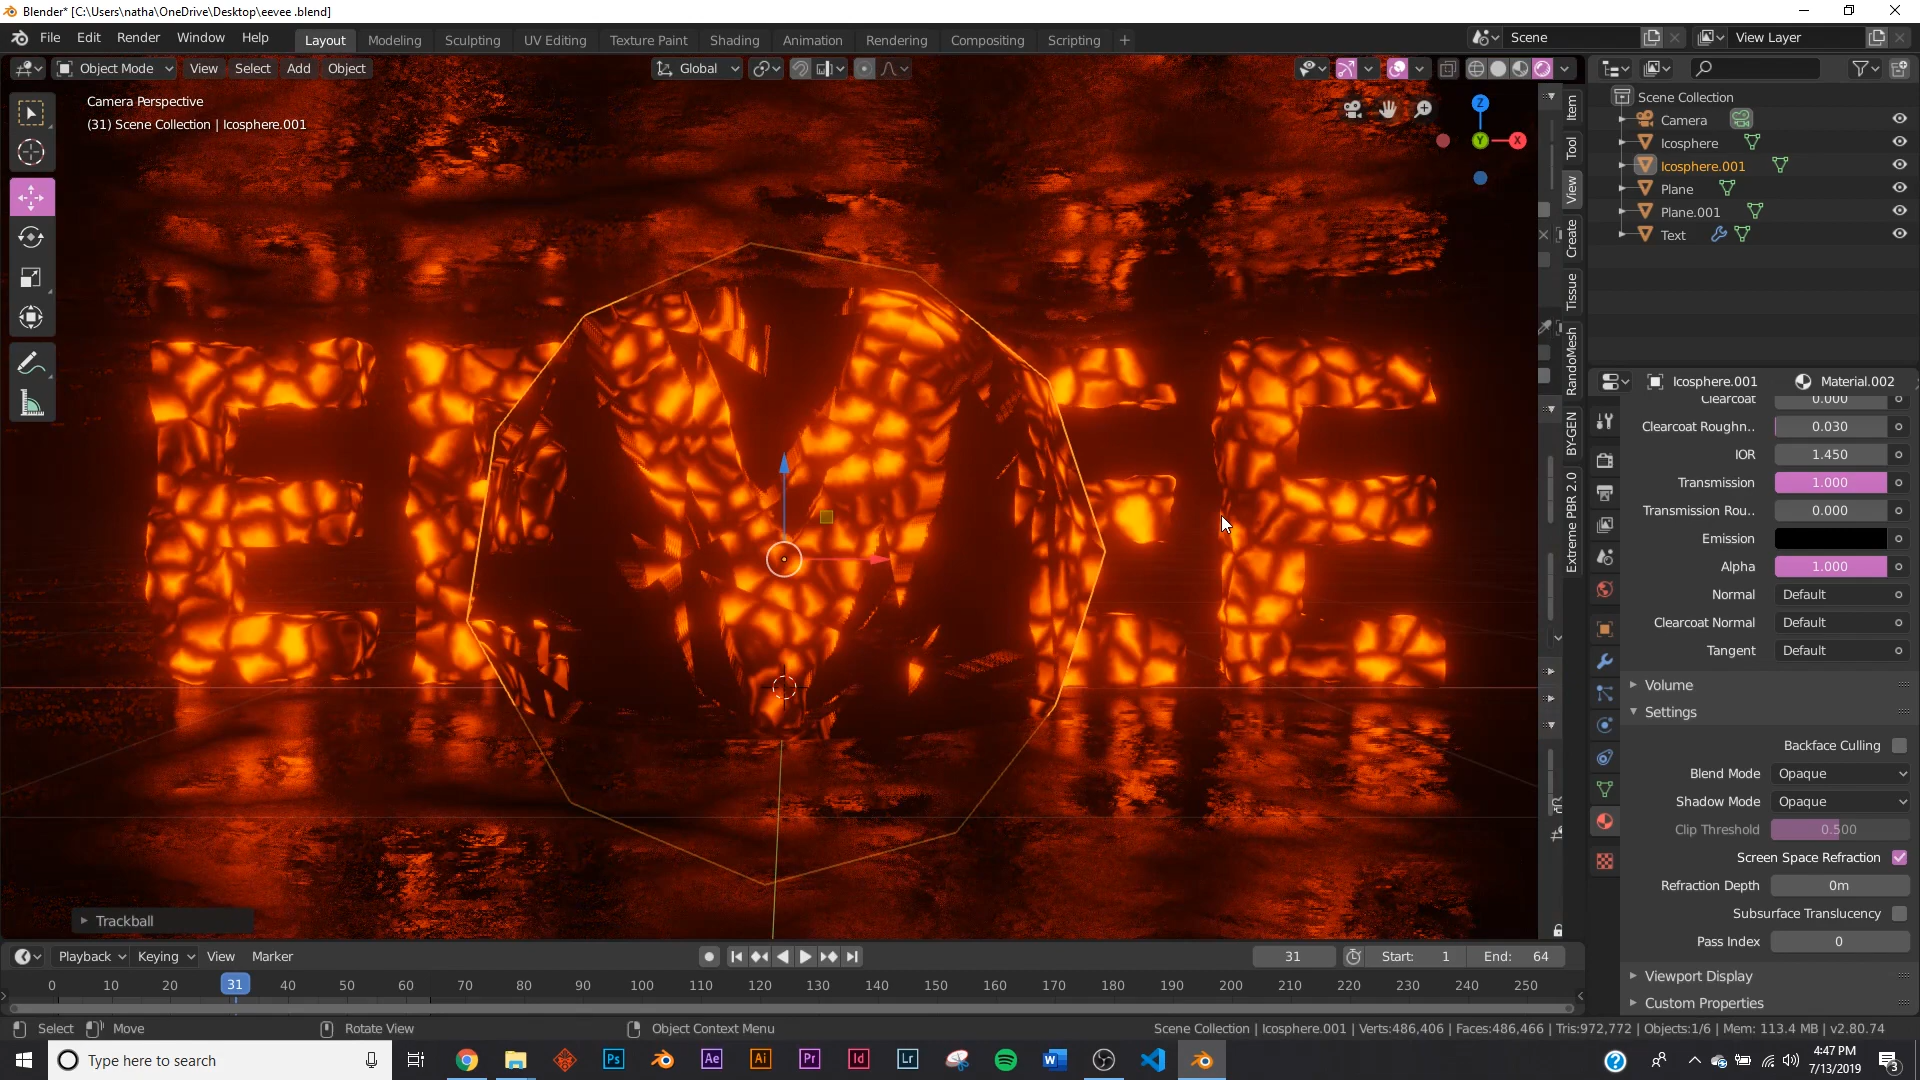 Blender* [C:\Users\natha\OneDrive\Desktop\eevee .blend]
File Edit Render Window Help Layout Modeling Sculpting UV Editing Texture Paint Shading Animation Rendering Compositing Scripting + Scene View Layer
Object Mode View Select Add Object Global
Camera Perspective
(31) Scene Collection | Icosphere.001
Z
Y
X
Item
Tool
View
Create
Tissue
RandoMesh
BY-GEN
Extreme PBR 2.0
Scene Collection
Camera
Icosphere
Icosphere.001
Plane
Plane.001
Text
Icosphere.001 Material.002
Clearcoat 0.000
Clearcoat Roughn.. 0.030
IOR 1.450
Transmission 1.000
Transmission Rou.. 0.000
Emission
Alpha 1.000
Normal Default
Clearcoat Normal Default
Tangent Default
Volume
Settings
Backface Culling
Blend Mode Opaque
Shadow Mode Opaque
Clip Threshold 0.500
Screen Space Refraction
Refraction Depth 0m
Subsurface Translucency
Pass Index 0
Viewport Display
Custom Properties
E V E E
Trackball
Playback Keying View Marker 31 Start: 1 End: 64
0 10 20 31 40 50 60 70 80 90 100 110 120 130 140 150 160 170 180 190 200 210 220 230 240 250
Select Move Rotate View Object Context Menu Scene Collection | Icosphere.001 | Verts:486,406 | Faces:486,466 | Tris:972,772 | Objects:1/6 | Mem: 113.4 MB | v2.80.74
Type here to search Ps Ae Ai Pr Id Lr W 4:47 PM
7/13/2019 3